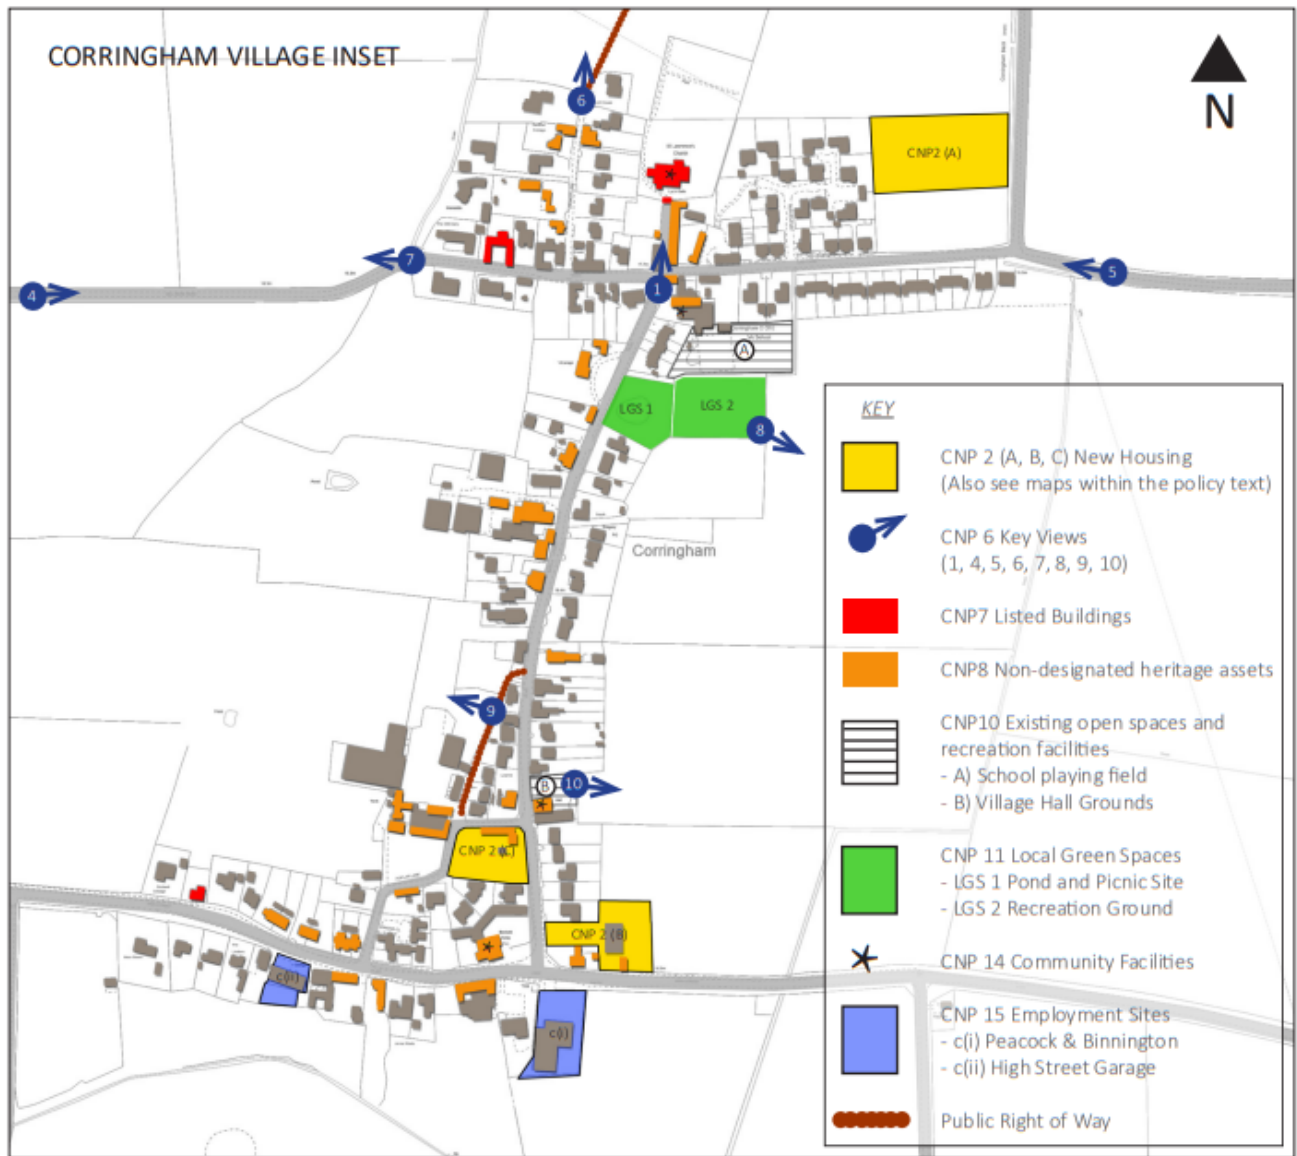 CORRINGHAM VILLAGE INSET
N
6
CNP2 (A)
7
5
4
1
A
LGS 1
LGS 2
8
Corringham
9
B
10
CNP 2 (C)
CNP 2 (B)
c(ii)
c(i)
KEY
CNP 2 (A, B, C) New Housing
(Also see maps within the policy text)
CNP 6 Key Views
(1, 4, 5, 6, 7, 8, 9, 10)
CNP7 Listed Buildings
CNP8 Non-designated heritage assets
CNP10 Existing open spaces and
recreation facilities
- A) School playing field
- B) Village Hall Grounds
CNP 11 Local Green Spaces
- LGS 1 Pond and Picnic Site
- LGS 2 Recreation Ground
CNP 14 Community Facilities
CNP 15 Employment Sites
- c(i) Peacock & Binnington
- c(ii) High Street Garage
Public Right of Way